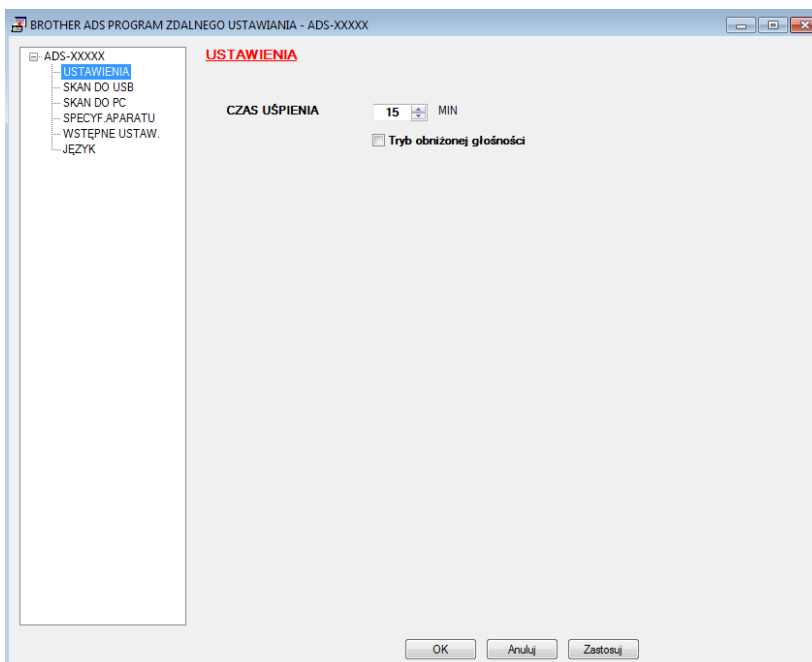 BROTHER ADS PROGRAM ZDALNEGO USTAWIANIA - ADS-XXXXX
ADS-XXXXX
USTAWIENIA
SKAN DO USB
SKAN DO PC
SPECYF.APARATU
WSTĘPNE USTAW.
JĘZYK
USTAWIENIA
CZAS UŚPIENIA 15 MIN
Tryb obniżonej głośności
OK Anuluj Zastosuj